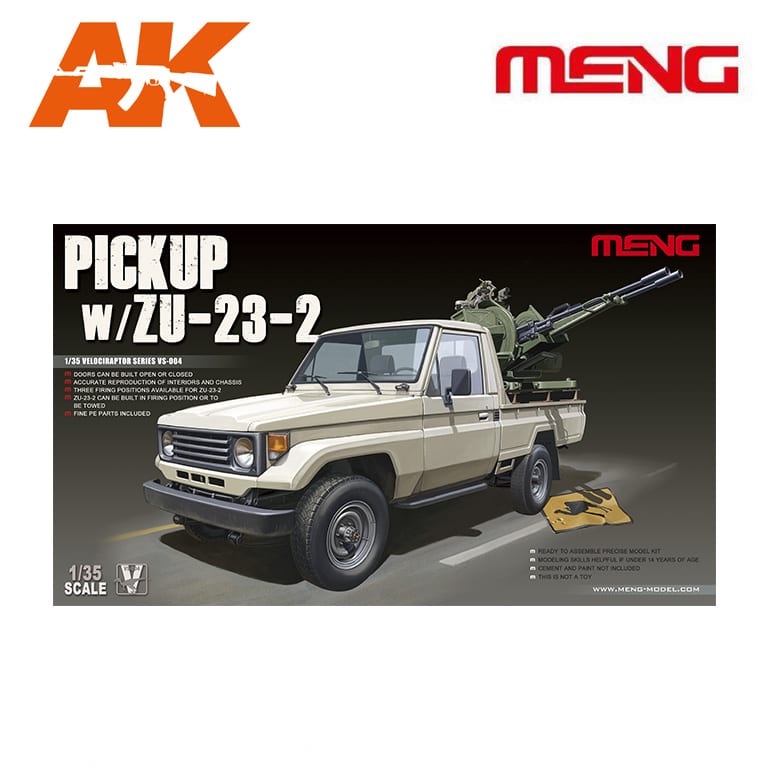 AK
MENG
PICKUP
W/ZU-23-2
MENG
1/35 VELOCIRAPTOR SERIES VS-004
DOORS CAN BE BUILT OPEN OR CLOSED
ACCURATE REPRODUCTION OF INTERIORS AND CHASSIS
THREE FIRING POSITIONS AVAILABLE FOR ZU-23-2
ZU-23-2 CAN BE BUILT IN FIRING POSITION OR TO
BE TOWED
FINE PE PARTS INCLUDED
READY TO ASSEMBLE PRECISE MODEL KIT
MODELING SKILLS HELPFUL IF UNDER 14 YEARS OF AGE
CEMENT AND PAINT NOT INCLUDED
THIS IS NOT A TOY
1/35
SCALE
V
WWW.MENG-MODEL.COM